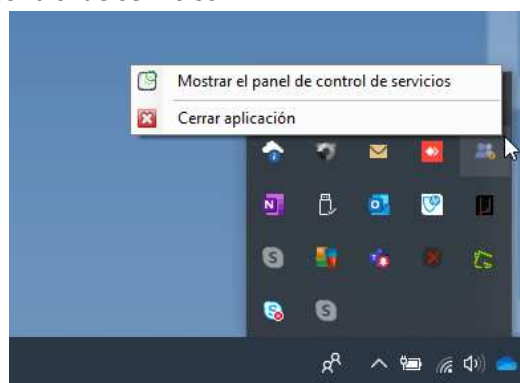 Mostrar el panel de control de servicios
Cerrar aplicación